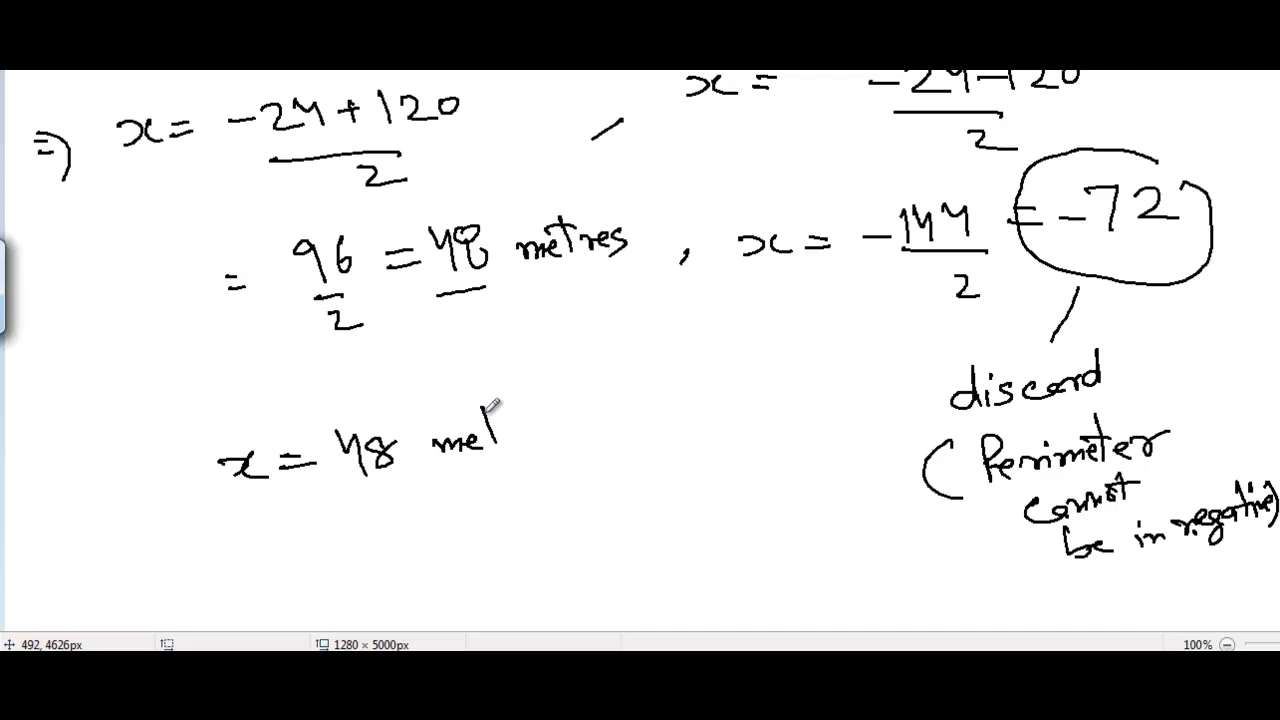 ⇒) x = -24+120 / 2 , x = -24-120 / 2
= 96/2 = 48 metres , x = -144/2 = -72
discard
x = 48 met
( Perimeter
cannot
be in negative)
492, 4626px 1280 × 5000px 100%